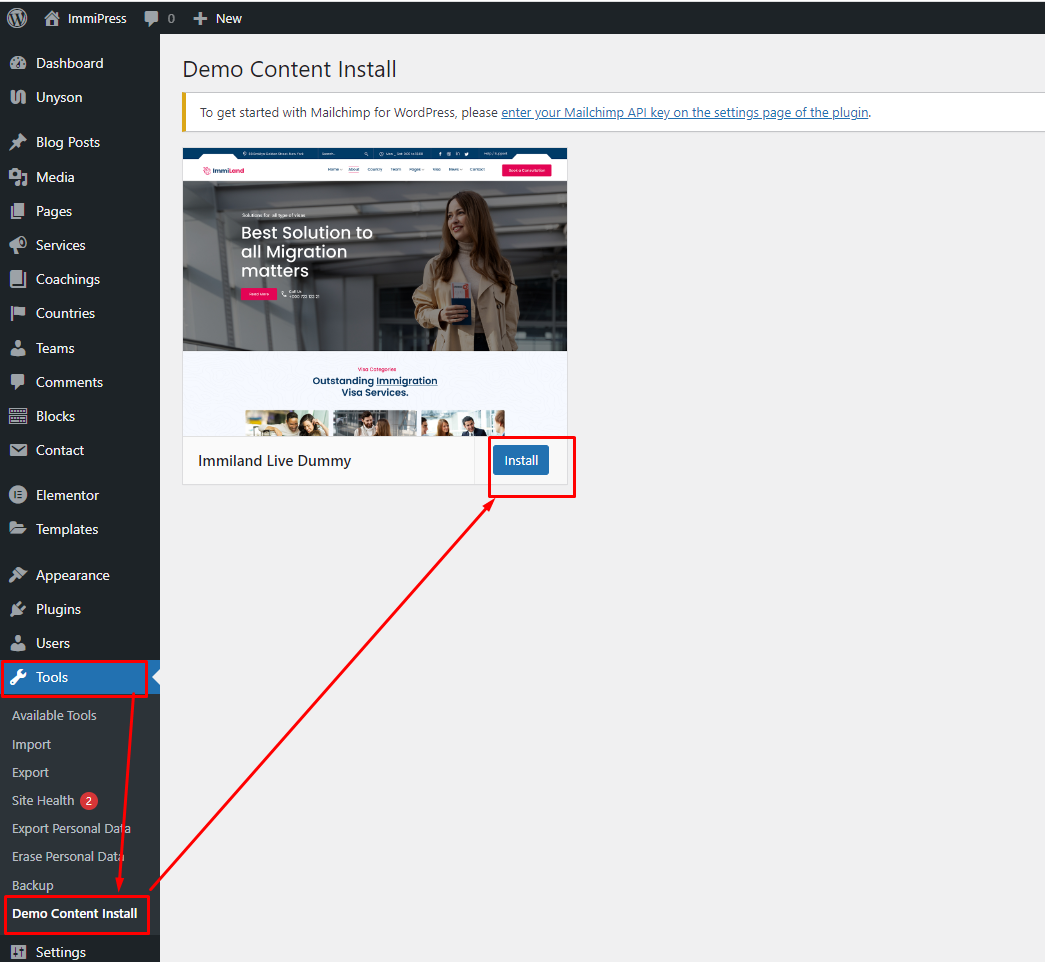 ImmiPress
0
New
Dashboard
Unyson
Blog Posts
Media
Pages
Services
Coachings
Countries
Teams
Comments
Blocks
Contact
Elementor
Templates
Appearance
Plugins
Users
Tools
Available Tools
Import
Export
Site Health 2
Export Personal Data
Erase Personal Data
Backup
Demo Content Install
Settings
Demo Content Install
To get started with Mailchimp for WordPress, please enter your Mailchimp API key on the settings page of the plugin.
Help / Support
ImmiLand
Home About Country Team Pages Visa News Contact
Book a Consultation
Solutions for all type of visas
Best Solution to
all Migration
matters
Read More
Call Us
Visa Categories
Outstanding Immigration
Visa Services.
Immiland Live Dummy
Install